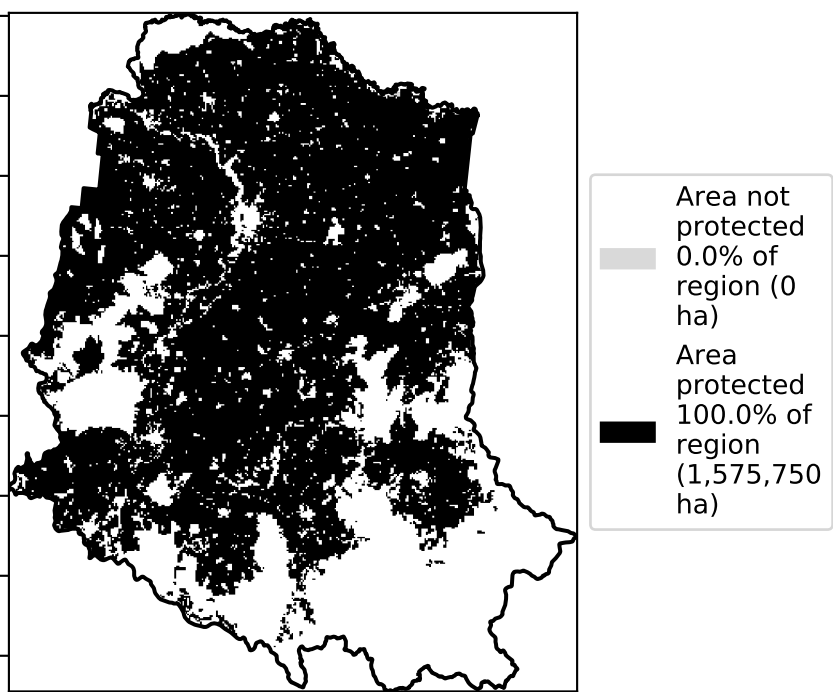 Area not
protected
0.0% of
region (0
ha)
Area
protected
100.0% of
region
(1,575,750
ha)